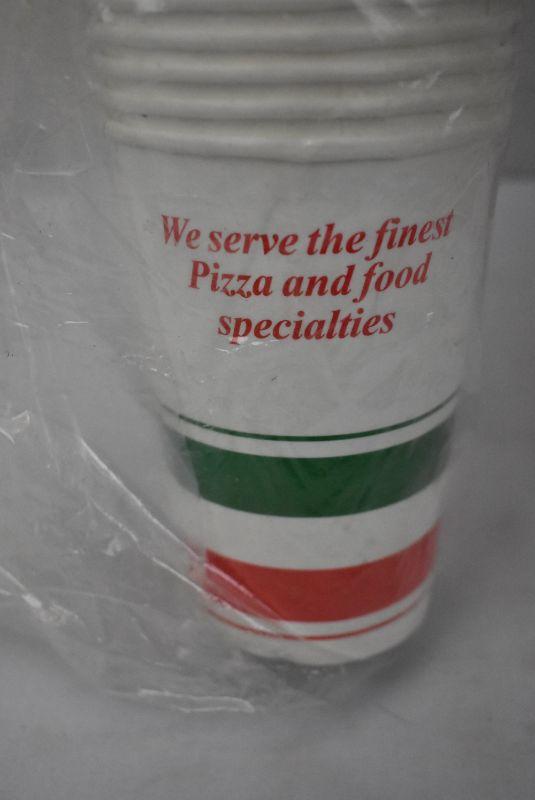 We serve the finest
Pizza and food
specialties